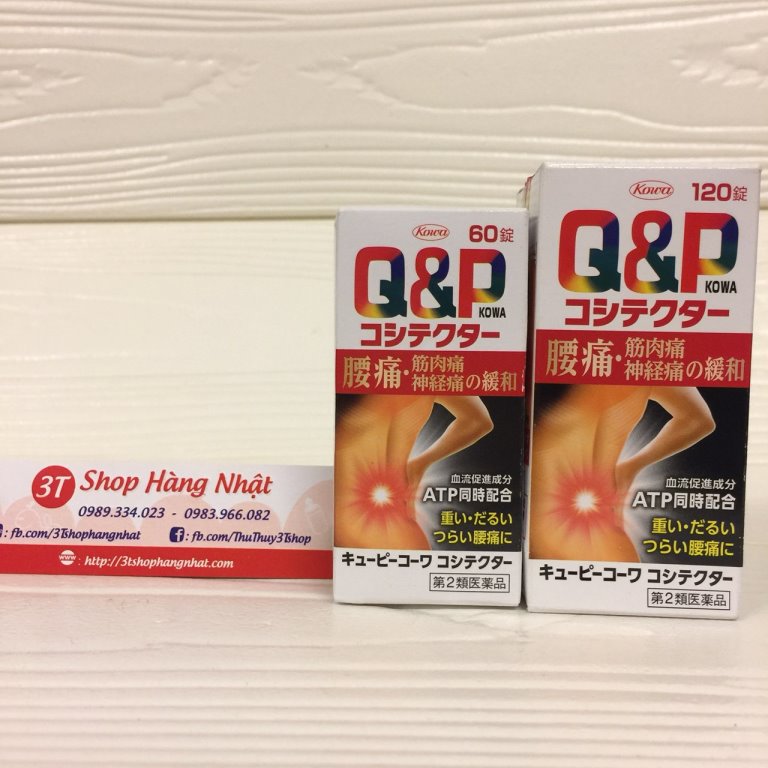 3T Shop Hàng Nhật
0989.334.023 - 0983.966.082
: fb.com/3Tshophangnhat
f : fb.com/ThuThuy3Tshop
www : http://3tshophangnhat.com
Kowa 60錠
Q&P
KOWA
コシテクター
腰痛・筋肉痛
神経痛の緩和
血流促進成分
ATP同時配合
重い・だるい
つらい腰痛に
キューピーコーワ コシテクター
第2類医薬品
Kowa 120錠
Q&P
KOWA
コシテクター
腰痛・筋肉痛
神経痛の緩和
血流促進成分
ATP同時配合
重い・だるい
つらい腰痛に
キューピーコーワ コシテクター
第2類医薬品